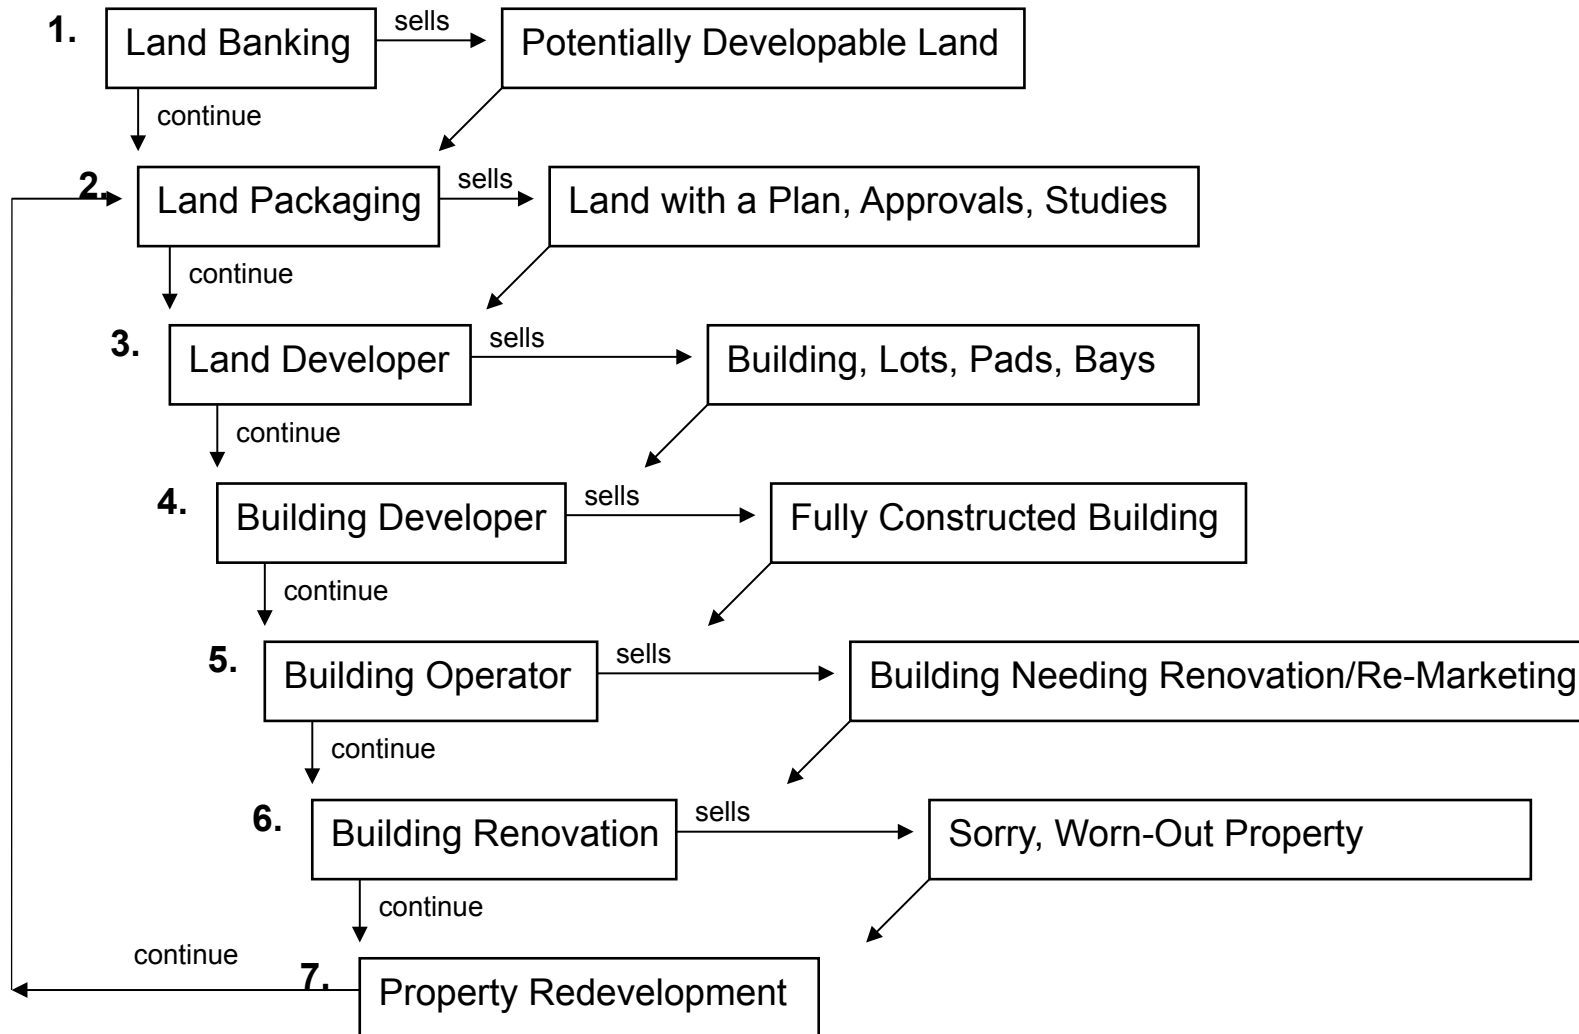 1. Land Banking sells Potentially Developable Land
continue
2. Land Packaging sells Land with a Plan, Approvals, Studies
continue
3. Land Developer sells Building, Lots, Pads, Bays
continue
4. Building Developer sells Fully Constructed Building
continue
5. Building Operator sells Building Needing Renovation/Re-Marketing
continue
6. Building Renovation sells Sorry, Worn-Out Property
continue
continue
7. Property Redevelopment